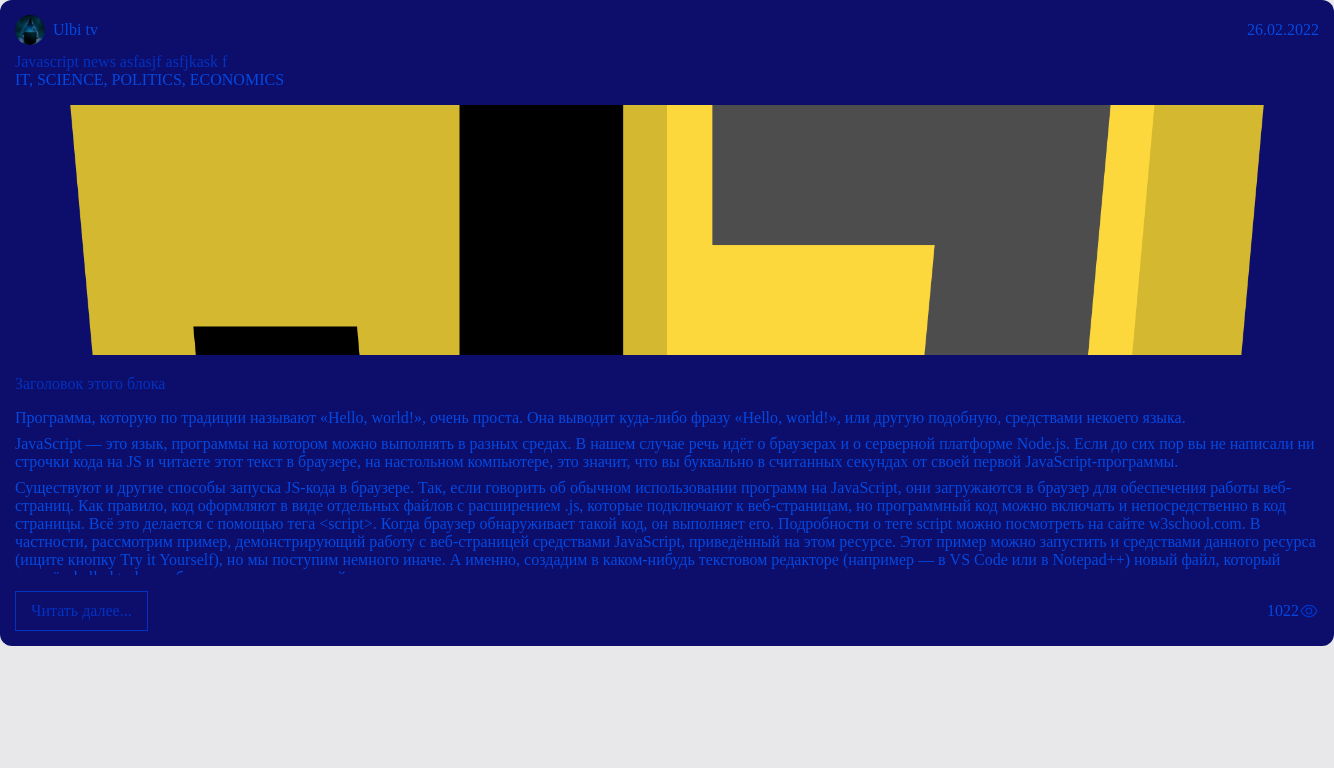 Ulbi tv
26.02.2022
Javascript news asfasjf asfjkask f
IT, SCIENCE, POLITICS, ECONOMICS
Заголовок этого блока
Программа, которую по традиции называют «Hello, world!», очень проста. Она выводит куда-либо фразу «Hello, world!», или другую подобную, средствами некоего языка.
JavaScript — это язык, программы на котором можно выполнять в разных средах. В нашем случае речь идёт о браузерах и о серверной платформе Node.js. Если до сих пор вы не написали ни
строчки кода на JS и читаете этот текст в браузере, на настольном компьютере, это значит, что вы буквально в считанных секундах от своей первой JavaScript-программы.
Существуют и другие способы запуска JS-кода в браузере. Так, если говорить об обычном использовании программ на JavaScript, они загружаются в браузер для обеспечения работы веб-
страниц. Как правило, код оформляют в виде отдельных файлов с расширением .js, которые подключают к веб-страницам, но программный код можно включать и непосредственно в код
страницы. Всё это делается с помощью тега <script>. Когда браузер обнаруживает такой код, он выполняет его. Подробности о теге script можно посмотреть на сайте w3school.com. В
частности, рассмотрим пример, демонстрирующий работу с веб-страницей средствами JavaScript, приведённый на этом ресурсе. Этот пример можно запустить и средствами данного ресурса
(ищите кнопку Try it Yourself), но мы поступим немного иначе. А именно, создадим в каком-нибудь текстовом редакторе (например — в VS Code или в Notepad++) новый файл, который
Читать далее...
1022